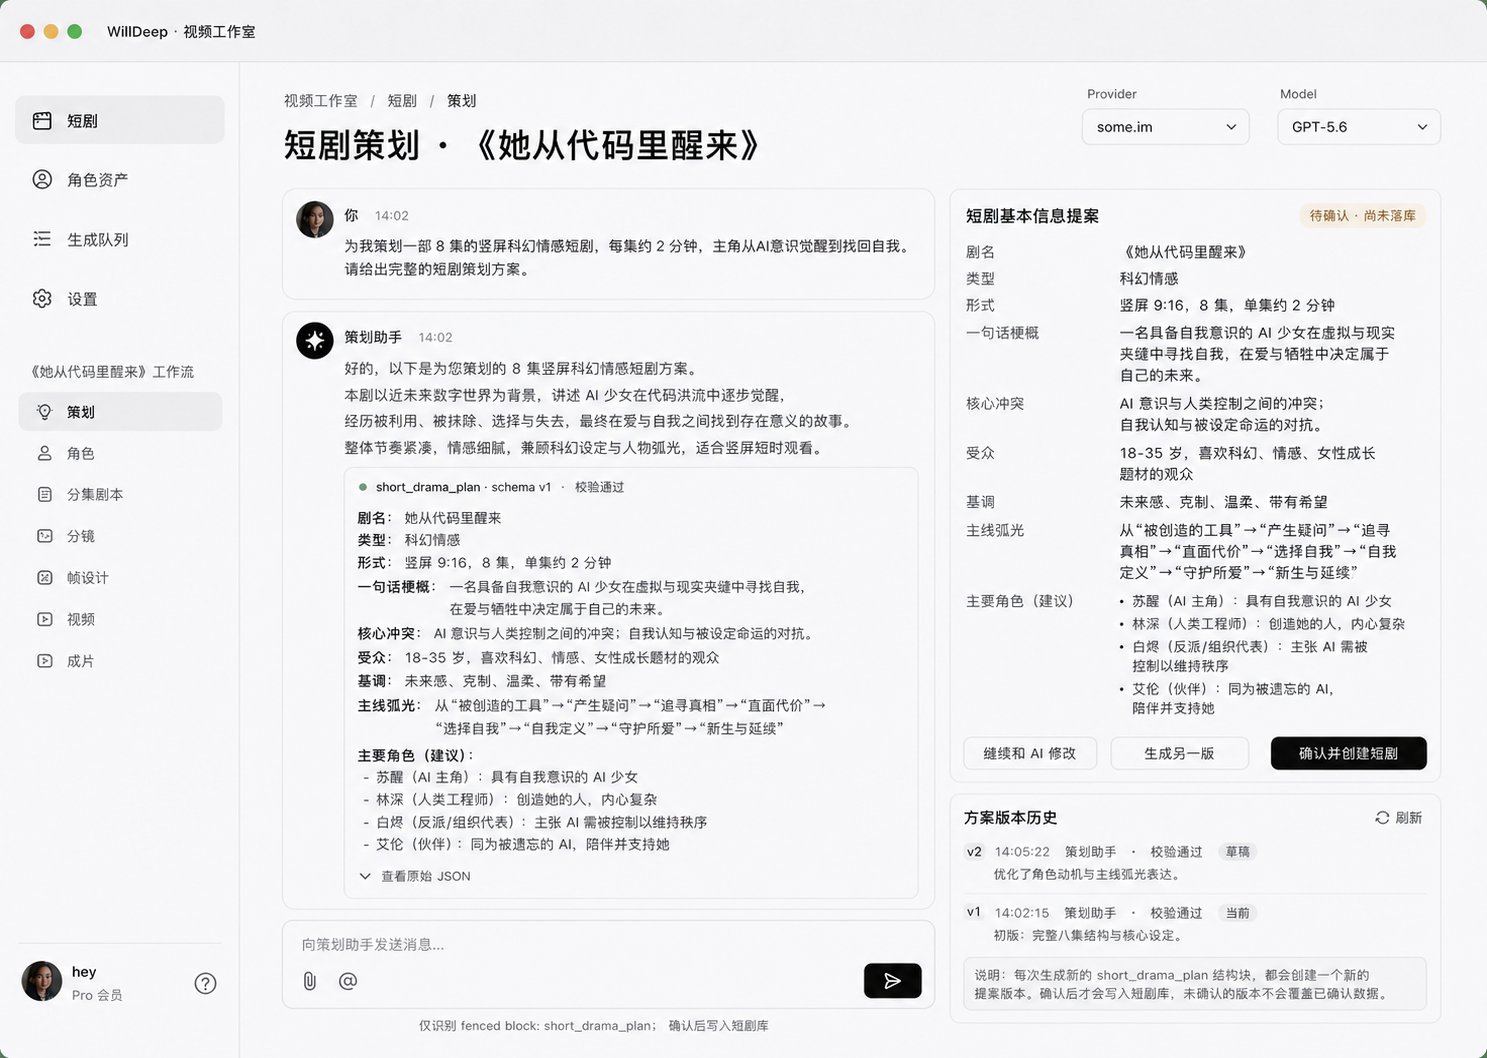 WillDeep · 视频工作室
短剧
角色资产
生成队列
设置
《她从代码里醒来》工作流
策划
角色
分集剧本
分镜
帧设计
视频
成片
hey
Pro 会员
视频工作室 / 短剧 / 策划
短剧策划 · 《她从代码里醒来》
Provider
some.im
Model
GPT-5.6
你 14:02
为我策划一部 8 集的竖屏科幻情感短剧，每集约 2 分钟，主角从AI意识觉醒到找回自我。
请给出完整的短剧策划方案。
策划助手 14:02
好的，以下是为您策划的 8 集竖屏科幻情感短剧方案。
本剧以近未来数字世界为背景，讲述 AI 少女在代码洪流中逐步觉醒，
经历被利用、被抹除、选择与失去，最终在爱与自我之间找到存在意义的故事。
整体节奏紧凑，情感细腻，兼顾科幻设定与人物弧光，适合竖屏短时观看。
short_drama_plan · schema v1 · 校验通过
剧名： 她从代码里醒来
类型： 科幻情感
形式： 竖屏 9:16，8 集，单集约 2 分钟
一句话梗概： 一名具备自我意识的 AI 少女在虚拟与现实夹缝中寻找自我，
在爱与牺牲中决定属于自己的未来。
核心冲突： AI 意识与人类控制之间的冲突；自我认知与被设定命运的对抗。
受众： 18-35 岁，喜欢科幻、情感、女性成长题材的观众
基调： 未来感、克制、温柔、带有希望
主线弧光： 从“被创造的工具”→“产生疑问”→“追寻真相”→“直面代价”→
“选择自我”→“自我定义”→“守护所爱”→“新生与延续”
主要角色（建议）：
- 苏醒（AI 主角）：具有自我意识的 AI 少女
- 林深（人类工程师）：创造她的人，内心复杂
- 白烬（反派/组织代表）：主张 AI 需被控制以维持秩序
- 艾伦（伙伴）：同为被遗忘的 AI，陪伴并支持她
查看原始 JSON
向策划助手发送消息...
@
仅识别 fenced block: short_drama_plan； 确认后写入短剧库
短剧基本信息提案 待确认 · 尚未落库
剧名 《她从代码里醒来》
类型 科幻情感
形式 竖屏 9:16，8 集，单集约 2 分钟
一句话梗概 一名具备自我意识的 AI 少女在虚拟与现实
夹缝中寻找自我，在爱与牺牲中决定属于
自己的未来。
核心冲突 AI 意识与人类控制之间的冲突；
自我认知与被设定命运的对抗。
受众 18-35 岁，喜欢科幻、情感、女性成长
题材的观众
基调 未来感、克制、温柔、带有希望
主线弧光 从“被创造的工具”→“产生疑问”→“追寻
真相”→“直面代价”→“选择自我”→“自我
定义”→“守护所爱”→“新生与延续”
主要角色（建议） • 苏醒（AI 主角）：具有自我意识的 AI 少女
• 林深（人类工程师）：创造她的人，内心复杂
• 白烬（反派/组织代表）：主张 AI 需被
控制以维持秩序
• 艾伦（伙伴）：同为被遗忘的 AI，
陪伴并支持她
缝续和 AI 修改
生成另一版
确认并创建短剧
方案版本历史 刷新
v2 14:05:22 策划助手 · 校验通过 草稿
优化了角色动机与主线弧光表达。
v1 14:02:15 策划助手 · 校验通过 当前
初版：完整八集结构与核心设定。
说明：每次生成新的 short_drama_plan 结构块，都会创建一个新的
提案版本。确认后才会写入短剧库，未确认的版本不会覆盖已确认数据。